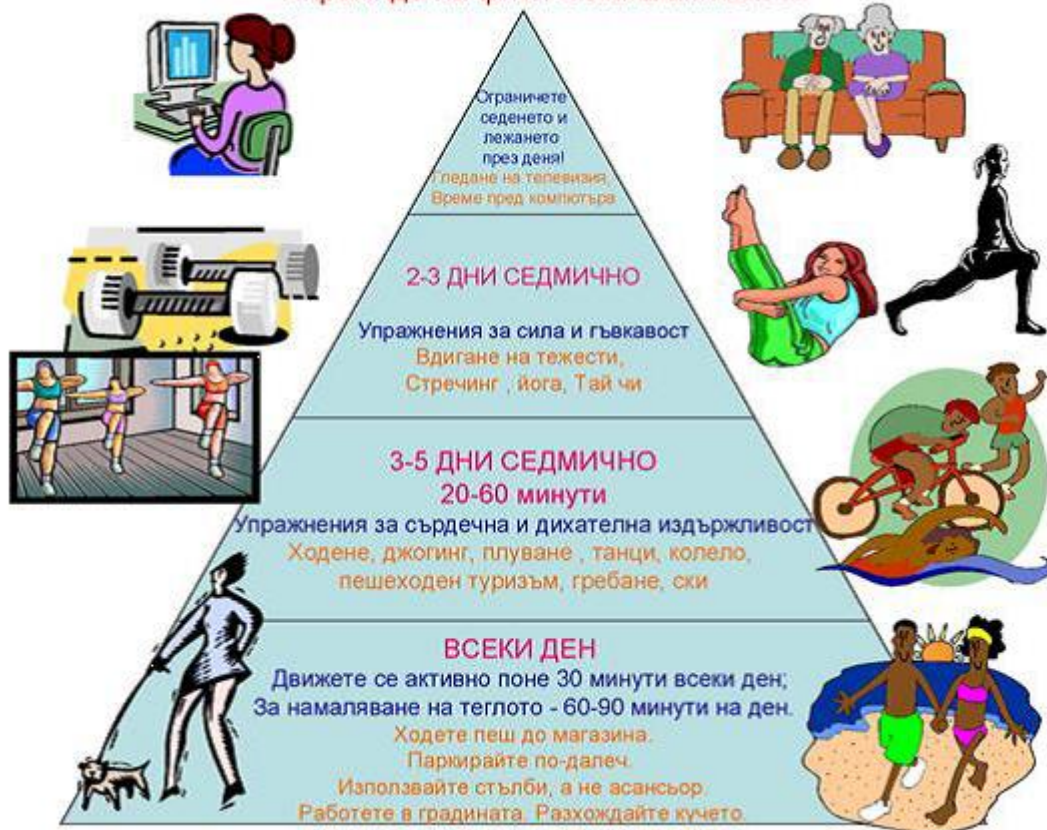 Ограничете
седенето и
лежането
през деня!
Гледане на телевизия,
Време пред компютъра
2-3 ДНИ СЕДМИЧНО
Упражнения за сила и гъвкавост
Вдигане на тежести,
Стречинг , йога, Тай чи
3-5 ДНИ СЕДМИЧНО
20-60 минути
Упражнения за сърдечна и дихателна издържливост
Ходене, джогинг, плуване , танци, колело,
пешеходен туризъм, гребане, ски
ВСЕКИ ДЕН
Движете се активно поне 30 минути всеки ден;
За намаляване на теглото - 60-90 минути на ден.
Ходете пеш до магазина.
Паркирайте по-далеч.
Използвайте стълби, а не асансьор.
Работете в градината. Разхождайте кучето.